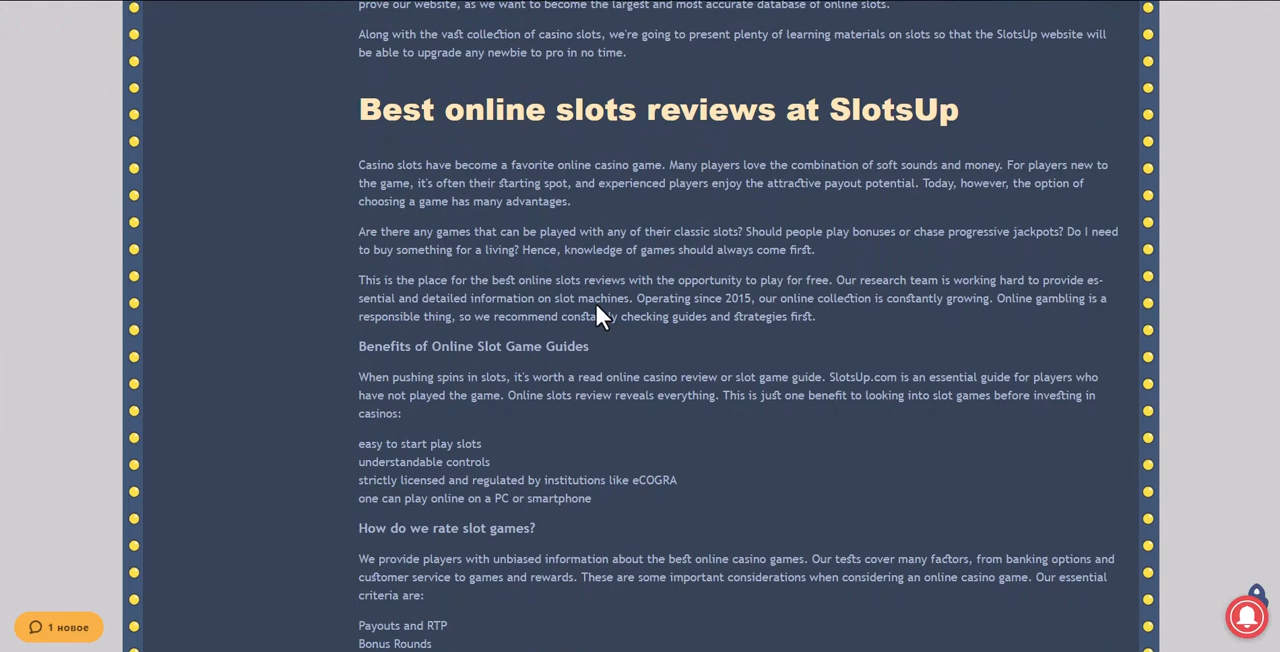 prove our website, as we want to become the largest and most accurate database of online slots.
Along with the vast collection of casino slots, we're going to present plenty of learning materials on slots so that the SlotsUp website will
be able to upgrade any newbie to pro in no time.
Best online slots reviews at SlotsUp
Casino slots have become a favorite online casino game. Many players love the combination of soft sounds and money. For players new to
the game, it's often their starting spot, and experienced players enjoy the attractive payout potential. Today, however, the option of
choosing a game has many advantages.
Are there any games that can be played with any of their classic slots? Should people play bonuses or chase progressive jackpots? Do I need
to buy something for a living? Hence, knowledge of games should always come first.
This is the place for the best online slots reviews with the opportunity to play for free. Our research team is working hard to provide es-
sential and detailed information on slot machines. Operating since 2015, our online collection is constantly growing. Online gambling is a
responsible thing, so we recommend constantly checking guides and strategies first.
Benefits of Online Slot Game Guides
When pushing spins in slots, it's worth a read online casino review or slot game guide. SlotsUp.com is an essential guide for players who
have not played the game. Online slots review reveals everything. This is just one benefit to looking into slot games before investing in
casinos:
easy to start play slots
understandable controls
strictly licensed and regulated by institutions like eCOGRA
one can play online on a PC or smartphone
How do we rate slot games?
We provide players with unbiased information about the best online casino games. Our tests cover many factors, from banking options and
customer service to games and rewards. These are some important considerations when considering an online casino game. Our essential
criteria are:
Payouts and RTP
Bonus Rounds
1 новое